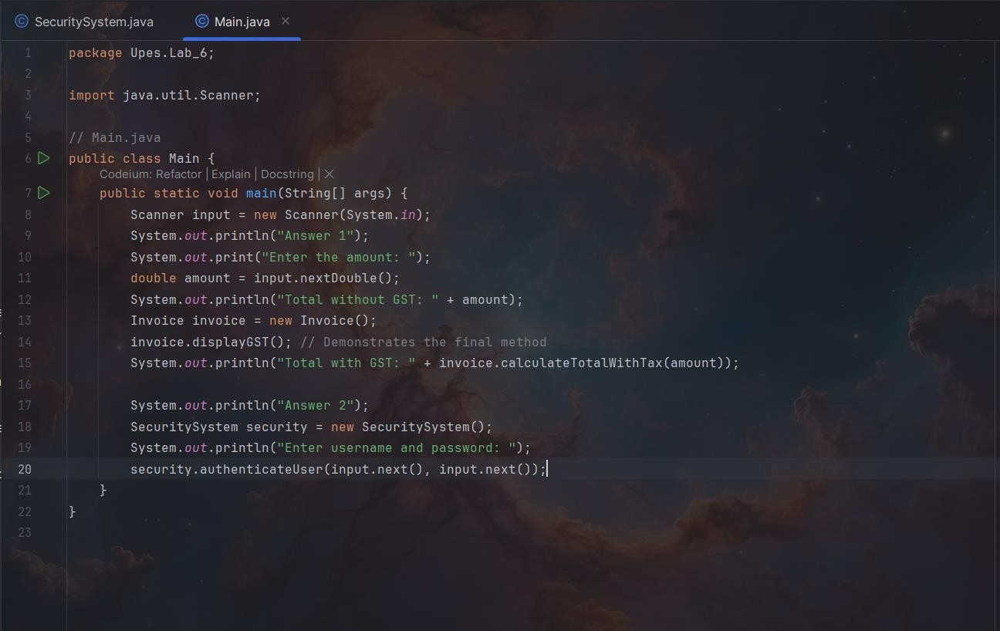 SecuritySystem.java Main.java
1 package Upes.Lab_6;
2
3 import java.util.Scanner;
4
5 // Main.java
6 public class Main {
Codeium: Refactor | Explain | Docstring | ×
7 public static void main(String[] args) {
8 Scanner input = new Scanner(System.in);
9 System.out.println("Answer 1");
10 System.out.print("Enter the amount: ");
11 double amount = input.nextDouble();
12 System.out.println("Total without GST: " + amount);
13 Invoice invoice = new Invoice();
14 invoice.displayGST(); // Demonstrates the final method
15 System.out.println("Total with GST: " + invoice.calculateTotalWithTax(amount));
16
17 System.out.println("Answer 2");
18 SecuritySystem security = new SecuritySystem();
19 System.out.println("Enter username and password: ");
20 security.authenticateUser(input.next(), input.next());
21 }
22 }
23